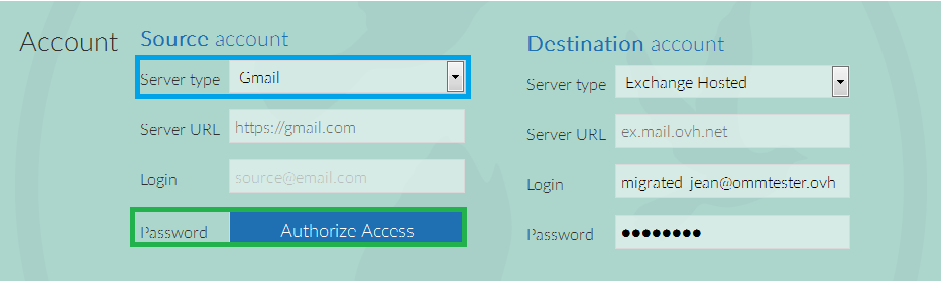 Account
Source account
Server type Gmail
Server URL https://gmail.com
Login source@email.com
Password Authorize Access
Destination account
Server type Exchange Hosted
Server URL ex.mail.ovh.net
Login migrated_jean@ommtester.ovh
Password ●●●●●●●●